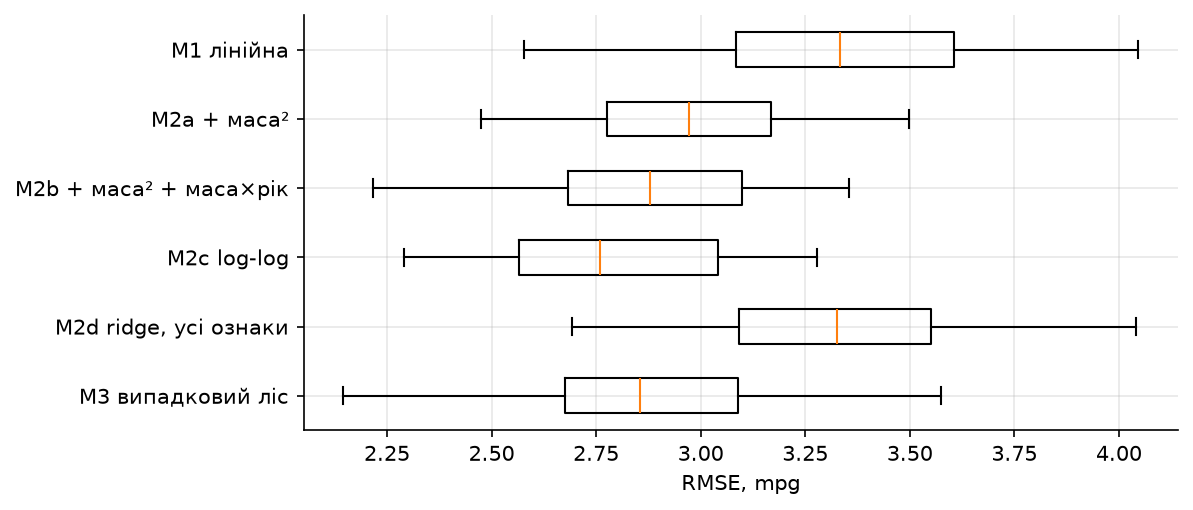 M1 лінійна
M2a + маса²
M2b + маса² + маса×рік
M2c log-log
M2d ridge, усі ознаки
M3 випадковий ліс
2.25 2.50 2.75 3.00 3.25 3.50 3.75 4.00
RMSE, mpg